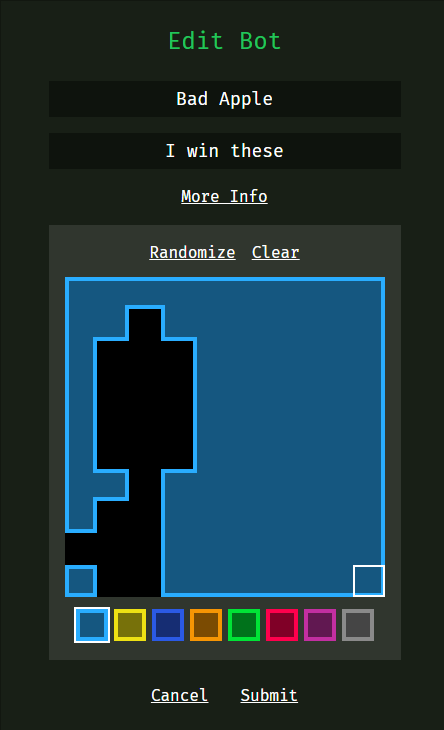 Edit Bot
Bad Apple
I win these
More Info
Randomize Clear
Cancel Submit